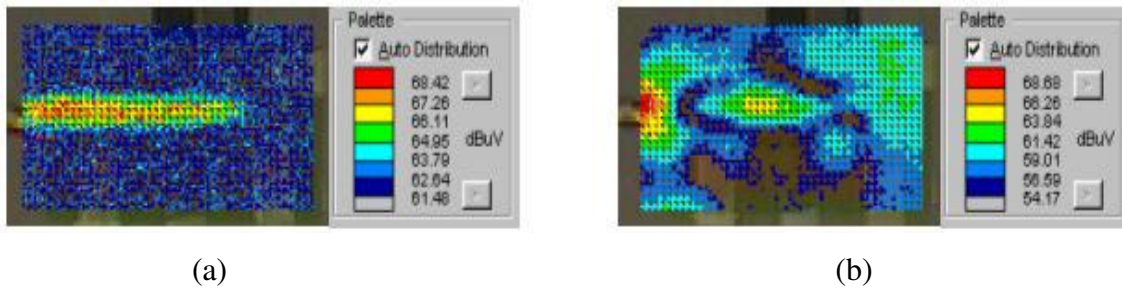 Palette
Auto Distribution
68.42
67.26
66.11
64.95
63.79
62.64
61.48
dBuV
(a)
Palette
Auto Distribution
68.68
66.26
63.84
61.42
59.01
56.59
54.17
dBuV
(b)